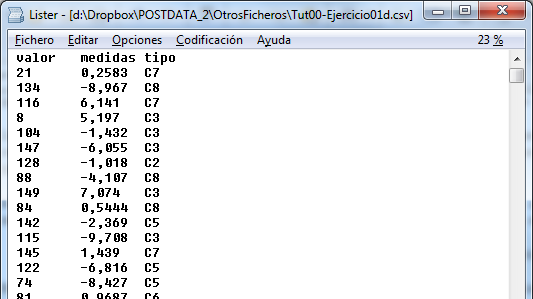 Lister - [d:\Dropbox\POSTDATA_2\OtrosFicheros\Tut00-Ejercicio01d.csv]
Fichero Editar Opciones Codificación Ayuda 23 %
valor medidas tipo
21 0,2583 C7
134 -8,967 C8
116 6,141 C7
8 5,197 C3
104 -1,432 C3
147 -6,055 C3
128 -1,018 C2
88 -4,107 C8
149 7,074 C3
84 0,5444 C8
142 -2,369 C5
115 -9,708 C3
145 1,439 C7
122 -6,816 C5
74 -8,427 C5
81 0,9687 C6